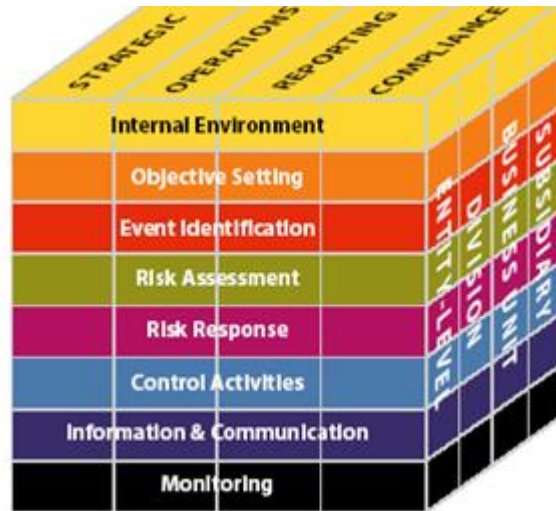 STRATEGIC
OPERATIONS
REPORTING
COMPLIANCE
Internal Environment
Objective Setting
Event Identification
Risk Assessment
Risk Response
Control Activities
Information & Communication
Monitoring
ENTITY-LEVEL
DIVISION
BUSINESS UNIT
SUBSIDIARY